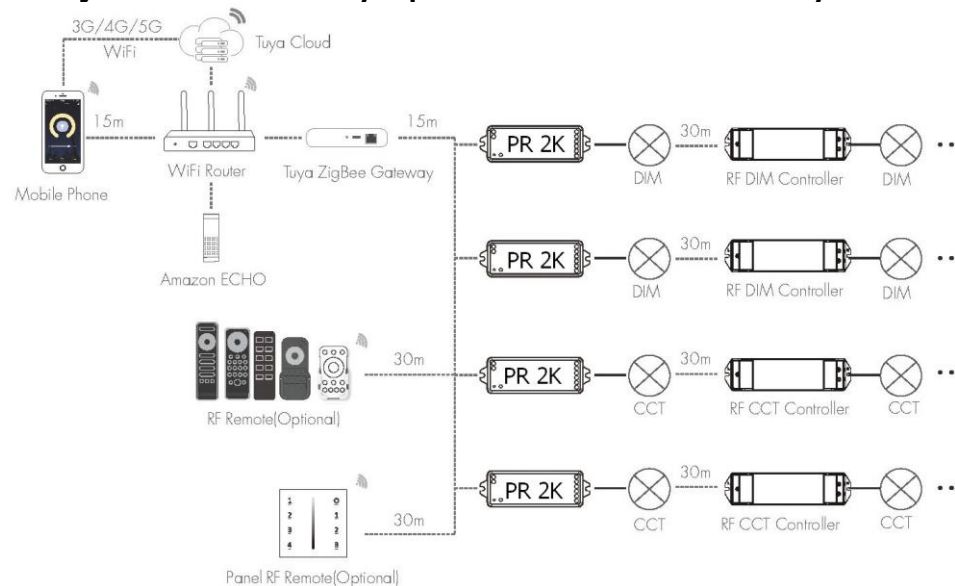 3G/4G/5G
WiFi
Tuya Cloud
15m
Mobile Phone
WiFi Router
Tuya ZigBee Gateway
15m
Amazon ECHO
PR 2K
DIM
30m
RF DIM Controller
DIM
PR 2K
DIM
30m
RF DIM Controller
DIM
RF Remote(Optional)
30m
PR 2K
CCT
30m
RF CCT Controller
CCT
1
2
3
4
1
2
3
Panel RF Remote(Optional)
30m
PR 2K
CCT
30m
RF CCT Controller
CCT